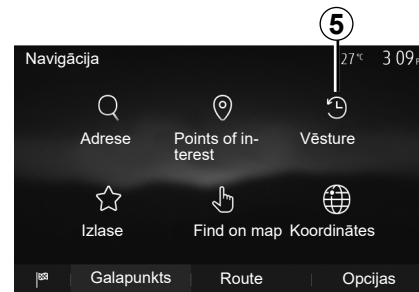 5
Navigācija 27 °C 3 09
Adrese Points of in- Vēsture
terest
Izlase Find on map Koordinātes
Galapunkts Route Opcijas